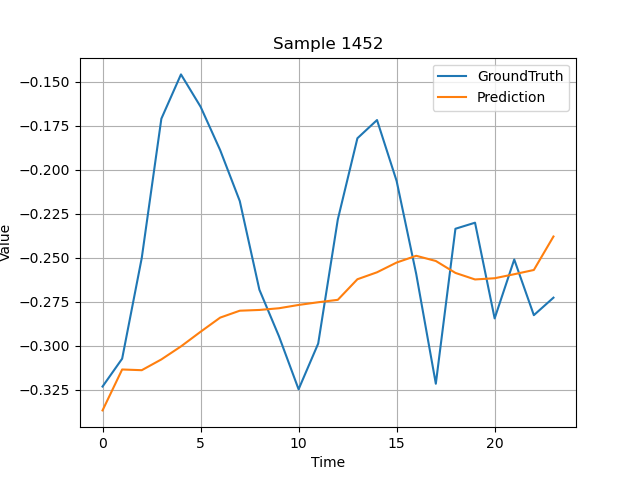 Sample 1452
GroundTruth
Prediction
−0.150
−0.175
−0.200
−0.225
−0.250
−0.275
−0.300
−0.325
Value
0 5 10 15 20
Time